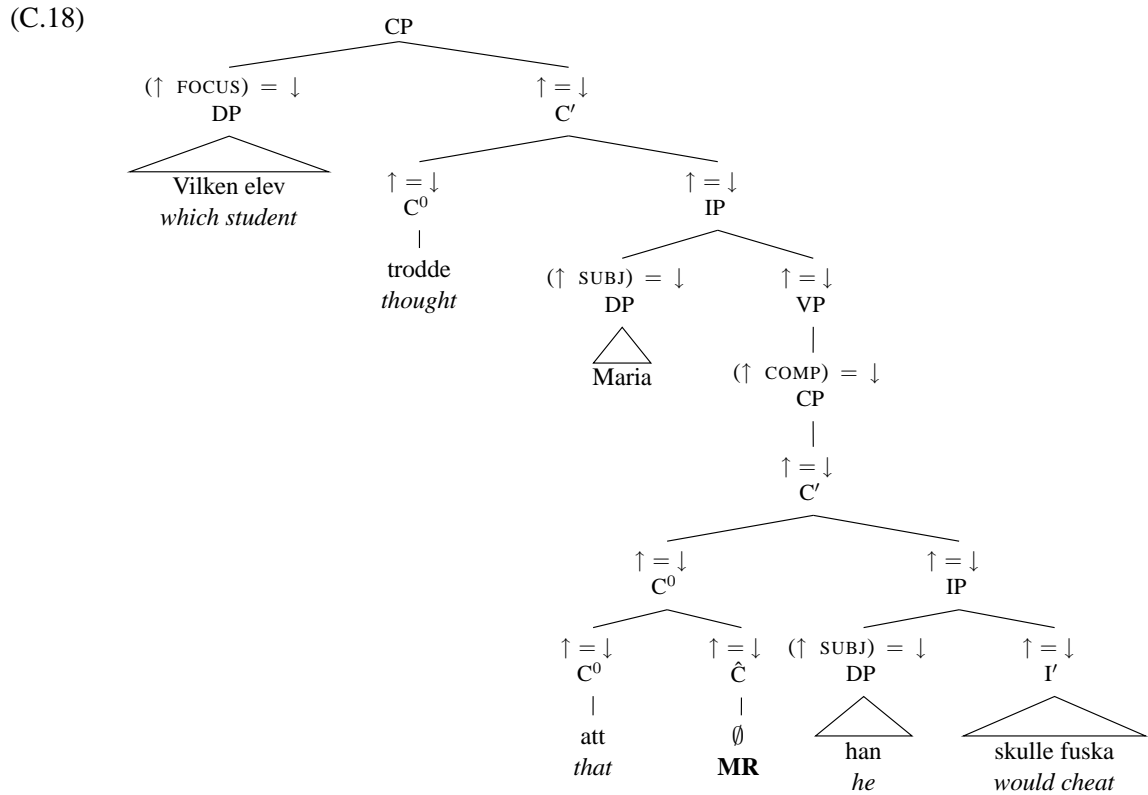 (C.18)
CP
(↑ FOCUS) = ↓ ↑ = ↓
DP C′
Vilken elev ↑ = ↓ ↑ = ↓
which student C⁰ IP
trodde (↑ SUBJ) = ↓ ↑ = ↓
thought DP VP
Maria (↑ COMP) = ↓
CP
↑ = ↓
C′
↑ = ↓ ↑ = ↓
C⁰ IP
↑ = ↓ ↑ = ↓ (↑ SUBJ) = ↓ ↑ = ↓
C⁰ Ĉ DP I′
att ∅ han skulle fuska
that MR he would cheat